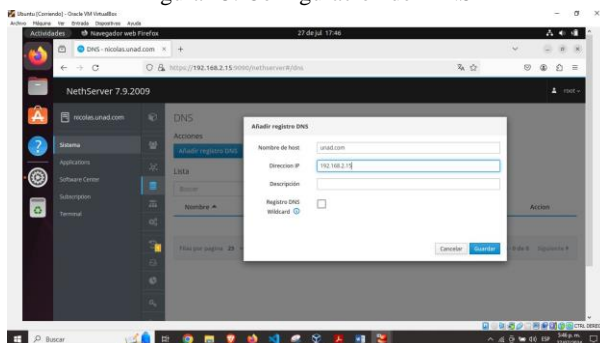 Ubuntu [Corriendo] - Oracle VM VirtualBox
Archivo Máquina Ver Entrada Dispositivos Ayuda
Actividades Navegador web Firefox 27 de jul 17:46
DNS - nicolas.unad.com
https://192.168.2.15:9090/nethserver#/dns
NethServer 7.9.2009 root
nicolas.unad.com
Sistema
Applications
Software Center
Subscription
Terminal
DNS
Acciones
Añadir registro DNS
Lista
Buscar
Nombre
Accion
Filas por pagina: 25
Siguiente
Añadir registro DNS
Nombre de host unad.com
Direccion IP 192.168.2.15
Descripción
Registro DNS
Wildcard
Cancelar Guardar
CTRL DERECHA
Buscar
ESP